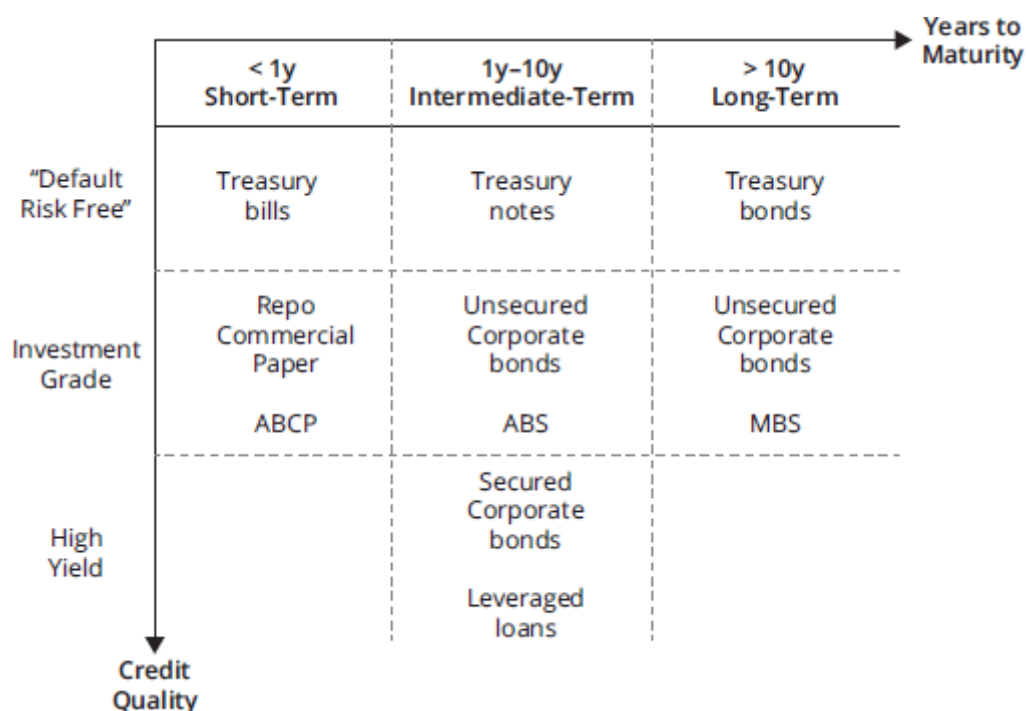 Years to
Maturity
< 1y
Short-Term
1y–10y
Intermediate-Term
> 10y
Long-Term
“Default
Risk Free”
Treasury
bills
Treasury
notes
Treasury
bonds
Investment
Grade
Repo
Commercial
Paper
ABCP
Unsecured
Corporate
bonds
ABS
Unsecured
Corporate
bonds
MBS
High
Yield
Secured
Corporate
bonds
Leveraged
loans
Credit
Quality